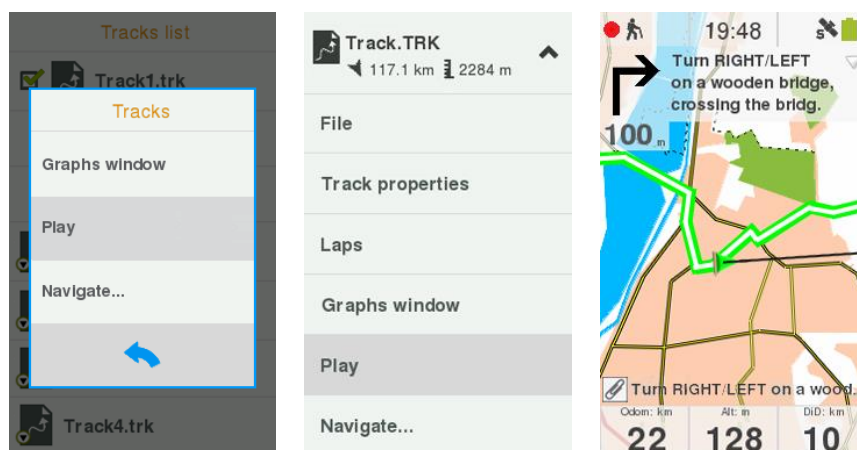 Tracks list
Track1.trk
Tracks
Graphs window
Play
Navigate...
Track4.trk
Track.TRK
117.1 km 2284 m
File
Track properties
Laps
Graphs window
Play
Navigate...
19:48
S
Turn RIGHT/LEFT
on a wooden bridge,
crossing the bridg.
100 m
Turn RIGHT/LEFT on a wood.
Odom: km Alt: m DiD: km
22 128 10